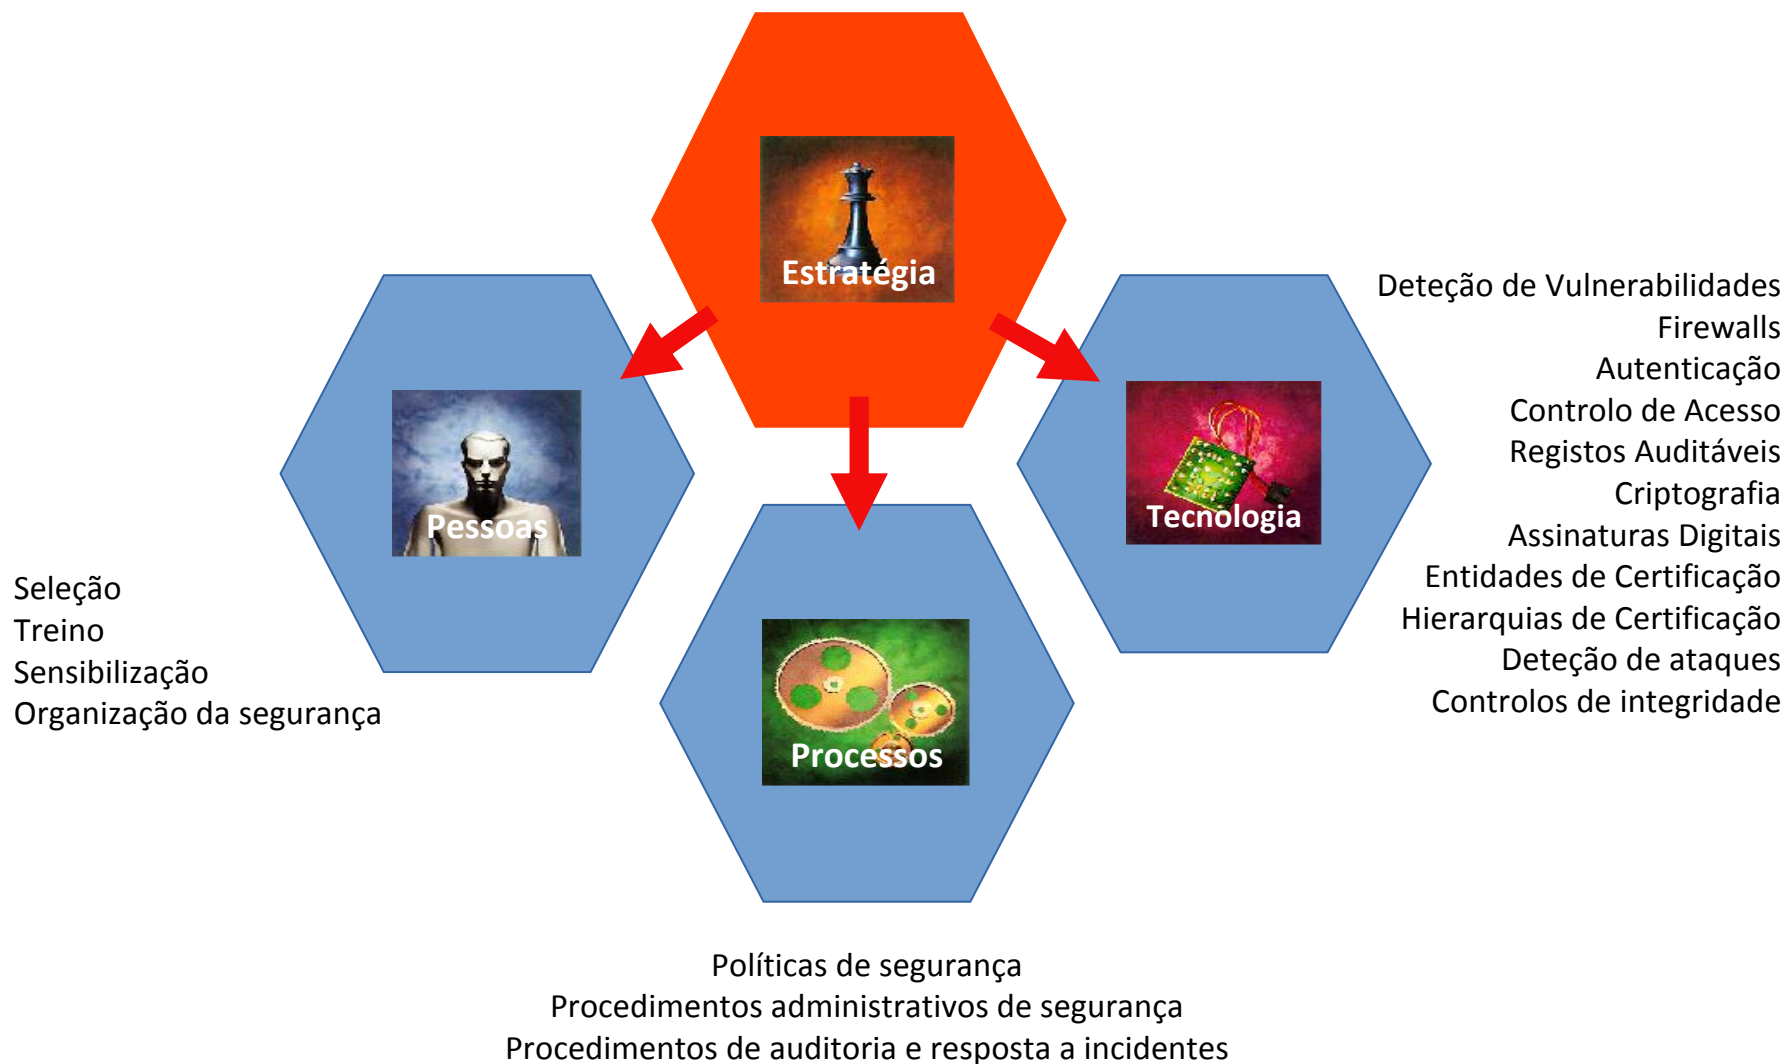 Estratégia
Pessoas
Seleção
Treino
Sensibilização
Organização da segurança
Processos
Políticas de segurança
Procedimentos administrativos de segurança
Procedimentos de auditoria e resposta a incidentes
Tecnologia
Deteção de Vulnerabilidades
Firewalls
Autenticação
Controlo de Acesso
Registos Auditáveis
Criptografia
Assinaturas Digitais
Entidades de Certificação
Hierarquias de Certificação
Deteção de ataques
Controlos de integridade